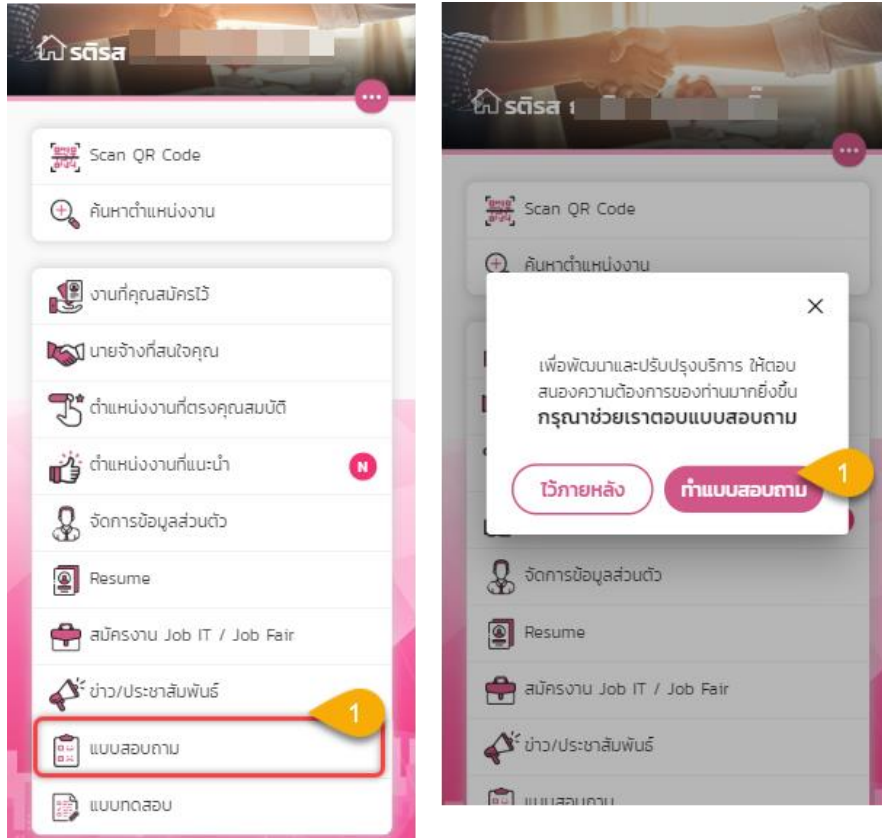 รติรส
Scan QR Code
ค้นหาตำแหน่งงาน
งานที่คุณสมัครไว้
นายจ้างที่สนใจคุณ
ตำแหน่งงานที่ตรงคุณสมบัติ
ตำแหน่งงานที่แนะนำ N
จัดการข้อมูลส่วนตัว
Resume
สมัครงาน Job IT / Job Fair
ข่าว/ประชาสัมพันธ์
1
แบบสอบถาม
แบบทดสอบ
รติรส
Scan QR Code
ค้นหาตำแหน่งงาน
เพื่อพัฒนาและปรับปรุงบริการ ให้ตอบ
สนองความต้องการของท่านมากยิ่งขึ้น
กรุณาช่วยเราตอบแบบสอบถาม
1
ไว้ภายหลัง ทำแบบสอบถาม
จัดการข้อมูลส่วนตัว
Resume
สมัครงาน Job IT / Job Fair
ข่าว/ประชาสัมพันธ์
แบบสอบถาม